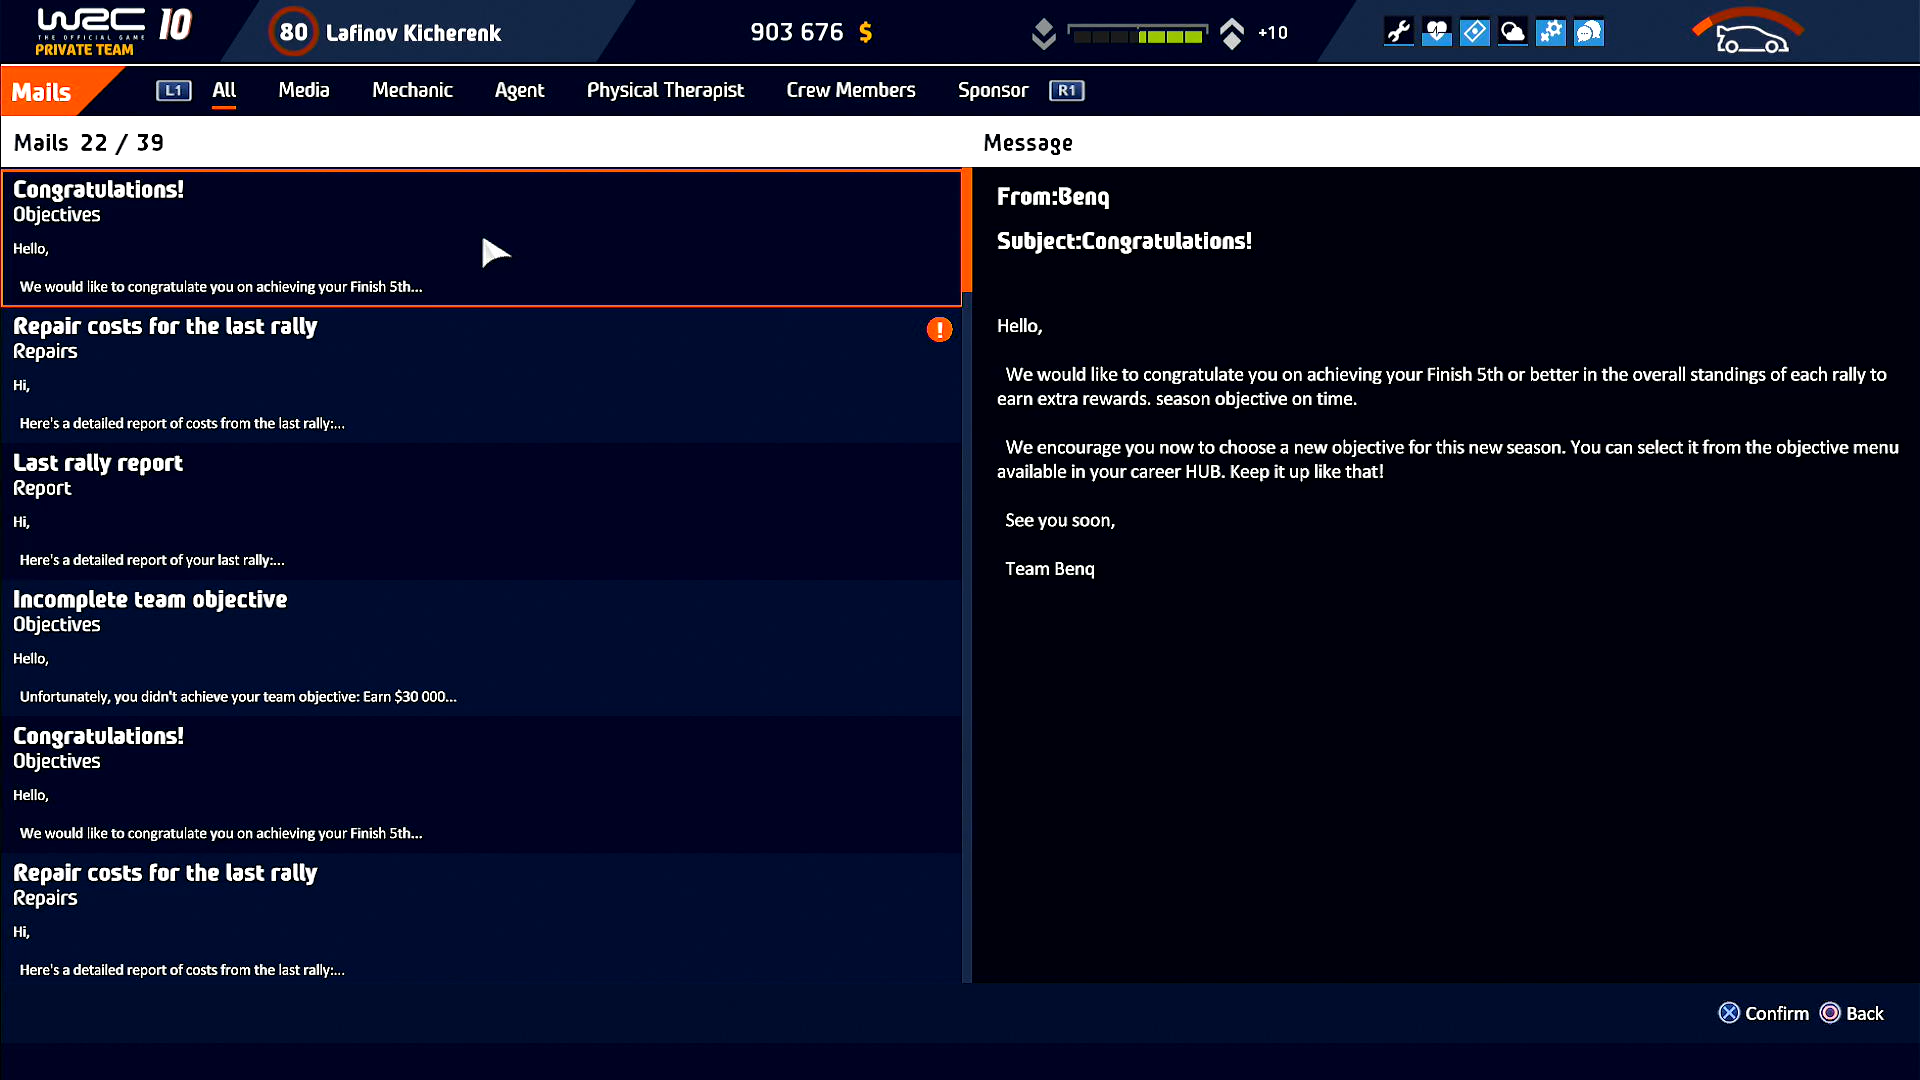 WRC 10
THE OFFICIAL GAME
PRIVATE TEAM
80 Lafinov Kicherenk
903 676 $
+10
Mails
L1 All Media Mechanic Agent Physical Therapist Crew Members Sponsor R1
Mails 22 / 39
Message
Congratulations!
Objectives
Hello,
We would like to congratulate you on achieving your Finish 5th...
Repair costs for the last rally
!
Repairs
Hi,
Here's a detailed report of costs from the last rally:...
Last rally report
Report
Hi,
Here's a detailed report of your last rally:...
Incomplete team objective
Objectives
Hello,
Unfortunately, you didn't achieve your team objective: Earn $30 000...
Congratulations!
Objectives
Hello,
We would like to congratulate you on achieving your Finish 5th...
Repair costs for the last rally
Repairs
Hi,
Here's a detailed report of costs from the last rally:...
From:Benq
Subject:Congratulations!
Hello,
We would like to congratulate you on achieving your Finish 5th or better in the overall standings of each rally to
earn extra rewards. season objective on time.
We encourage you now to choose a new objective for this new season. You can select it from the objective menu
available in your career HUB. Keep it up like that!
See you soon,
Team Benq
Confirm Back